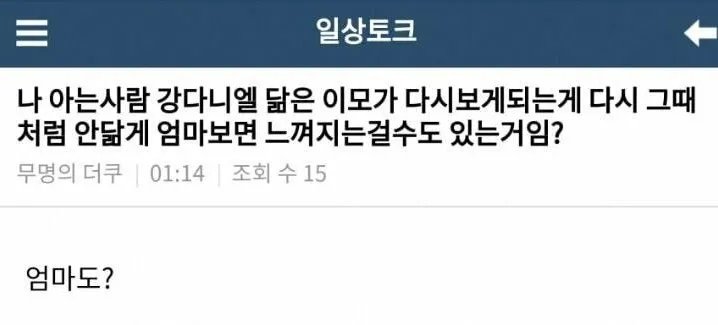 일상토크
나 아는사람 강다니엘 닮은 이모가 다시보게되는게 다시 그때
처럼 안닮게 엄마보면 느껴지는걸수도 있는거임?
무명의 더쿠 | 01:14 | 조회 수 15
엄마도?